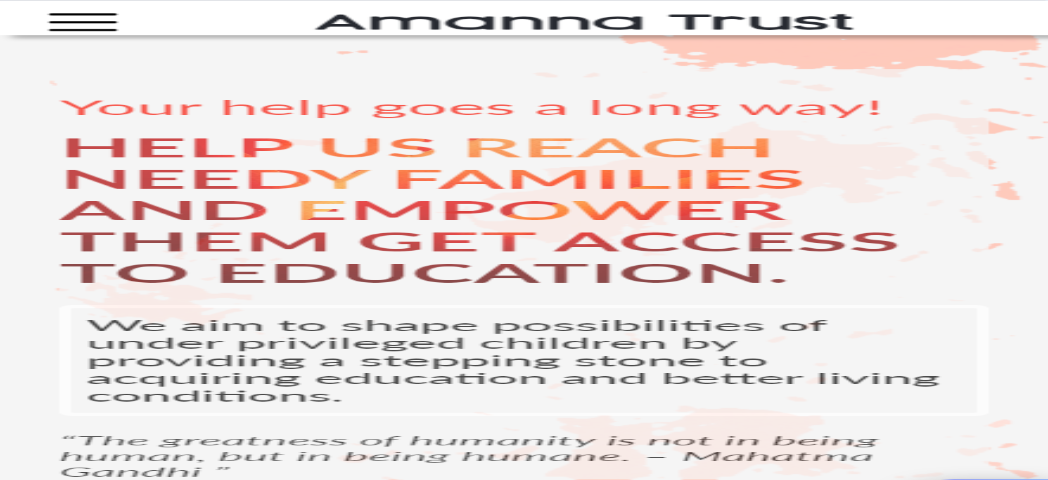 Amanna Trust
Your help goes a long way!
HELP US REACH
NEEDY FAMILIES
AND EMPOWER
THEM GET ACCESS
TO EDUCATION.
We aim to shape possibilities of
under privileged children by
providing a stepping stone to
acquiring education and better living
conditions.
“The greatness of humanity is not in being
human, but in being humane. – Mahatma
Gandhi ”